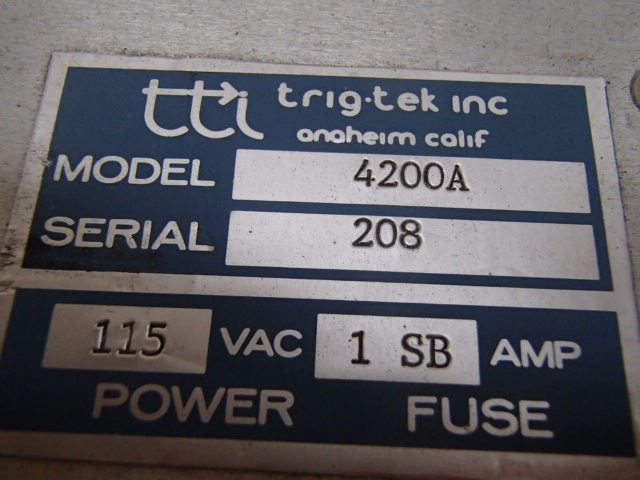 tti trig·tek inc
anaheim calif
MODEL 4200A
SERIAL 208
115 VAC 1 SB AMP
POWER FUSE